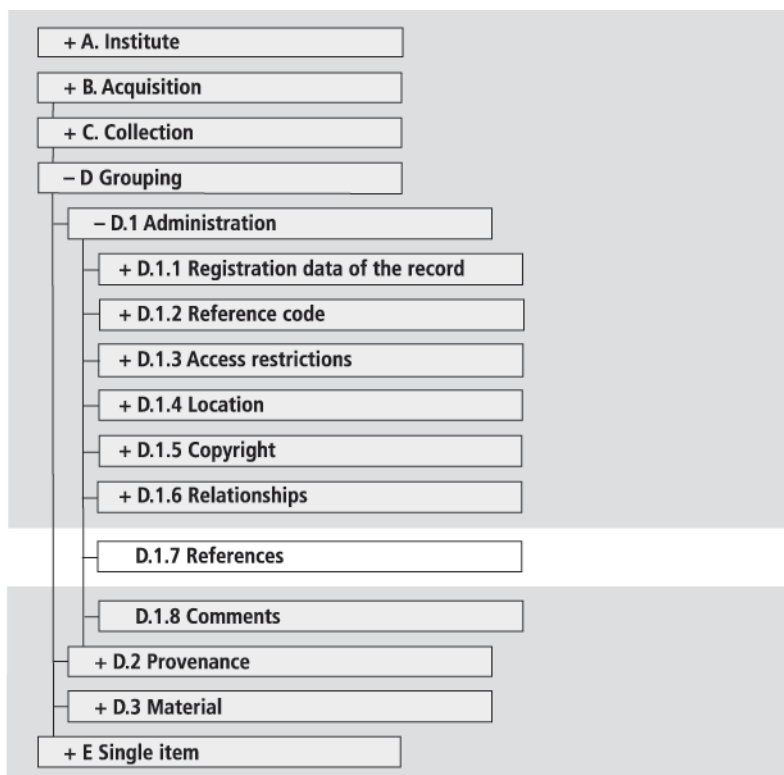 + A. Institute
+ B. Acquisition
+ C. Collection
– D Grouping
– D.1 Administration
+ D.1.1 Registration data of the record
+ D.1.2 Reference code
+ D.1.3 Access restrictions
+ D.1.4 Location
+ D.1.5 Copyright
+ D.1.6 Relationships
D.1.7 References
D.1.8 Comments
+ D.2 Provenance
+ D.3 Material
+ E Single item